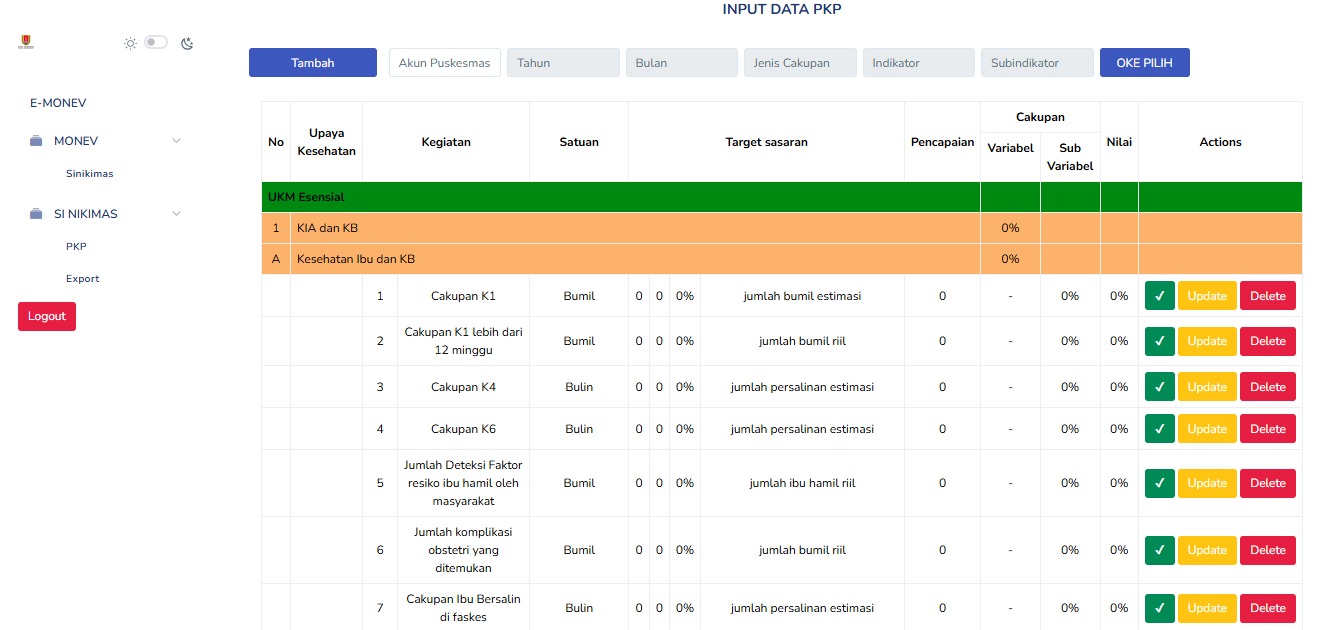 INPUT DATA PKP
E-MONEV
MONEV
Sinikimas
SI NIKIMAS
PKP
Export
Logout
Tambah
Akun Puskesmas
Tahun
Bulan
Jenis Cakupan
Indikator
Subindikator
OKE PILIH
No
Upaya
Kesehatan
Kegiatan
Satuan
Target sasaran
Pencapaian
Cakupan
Variabel
Sub
Variabel
Nilai
Actions
UKM Esensial
1 KIA dan KB 0%
A Kesehatan Ibu dan KB 0%
1 Cakupan K1 Bumil 0 0 0% jumlah bumil estimasi 0 - 0% 0% ✓ Update Delete
2 Cakupan K1 lebih dari
12 minggu Bumil 0 0 0% jumlah bumil riil 0 - 0% 0% ✓ Update Delete
3 Cakupan K4 Bulin 0 0 0% jumlah persalinan estimasi 0 - 0% 0% ✓ Update Delete
4 Cakupan K6 Bulin 0 0 0% jumlah persalinan estimasi 0 - 0% 0% ✓ Update Delete
5 Jumlah Deteksi Faktor
resiko ibu hamil oleh
masyarakat Bumil 0 0 0% jumlah ibu hamil riil 0 - 0% 0% ✓ Update Delete
6 Jumlah komplikasi
obstetri yang
ditemukan Bumil 0 0 0% jumlah bumil riil 0 - 0% 0% ✓ Update Delete
7 Cakupan Ibu Bersalin
di faskes Bulin 0 0 0% jumlah persalinan estimasi 0 - 0% 0% ✓ Update Delete